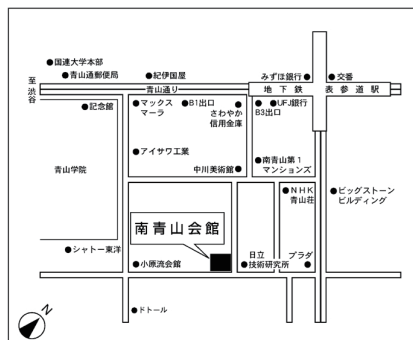 国連大学本部
青山通郵便局
紀伊国屋
みずほ銀行
交番
至渋谷
青山通り
地下鉄 表参道駅
記念館
マックス
マーラ
B1出口
さわやか
信用金庫
UFJ銀行
B3出口
アイサワ工業
青山学院
中川美術館
南青山第1
マンションズ
NHK
青山荘
ビッグストーン
ビルディング
南青山会館
シャトー東洋
小原流会館
日立
技術研究所
プラダ
ドトール
N